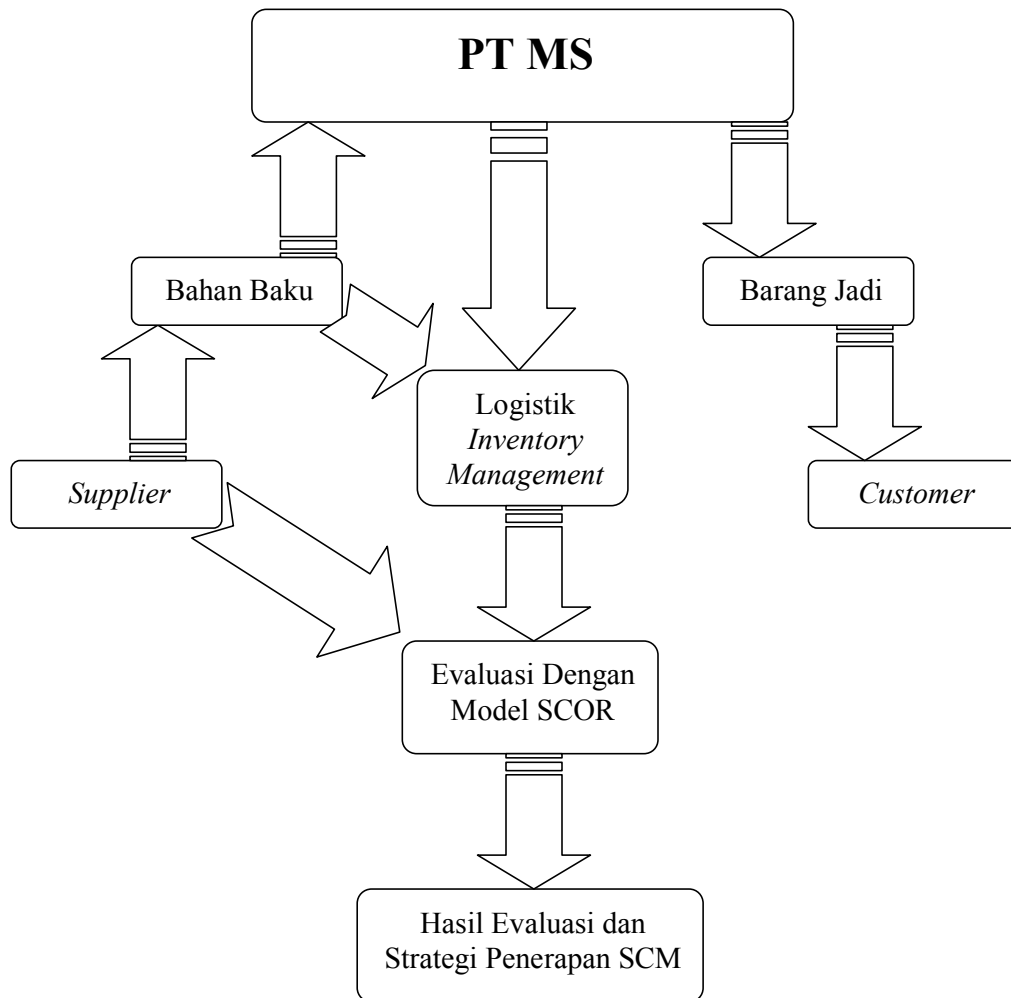 PT MS
Bahan Baku
Barang Jadi
Logistik
Inventory
Management
Supplier
Customer
Evaluasi Dengan
Model SCOR
Hasil Evaluasi dan
Strategi Penerapan SCM